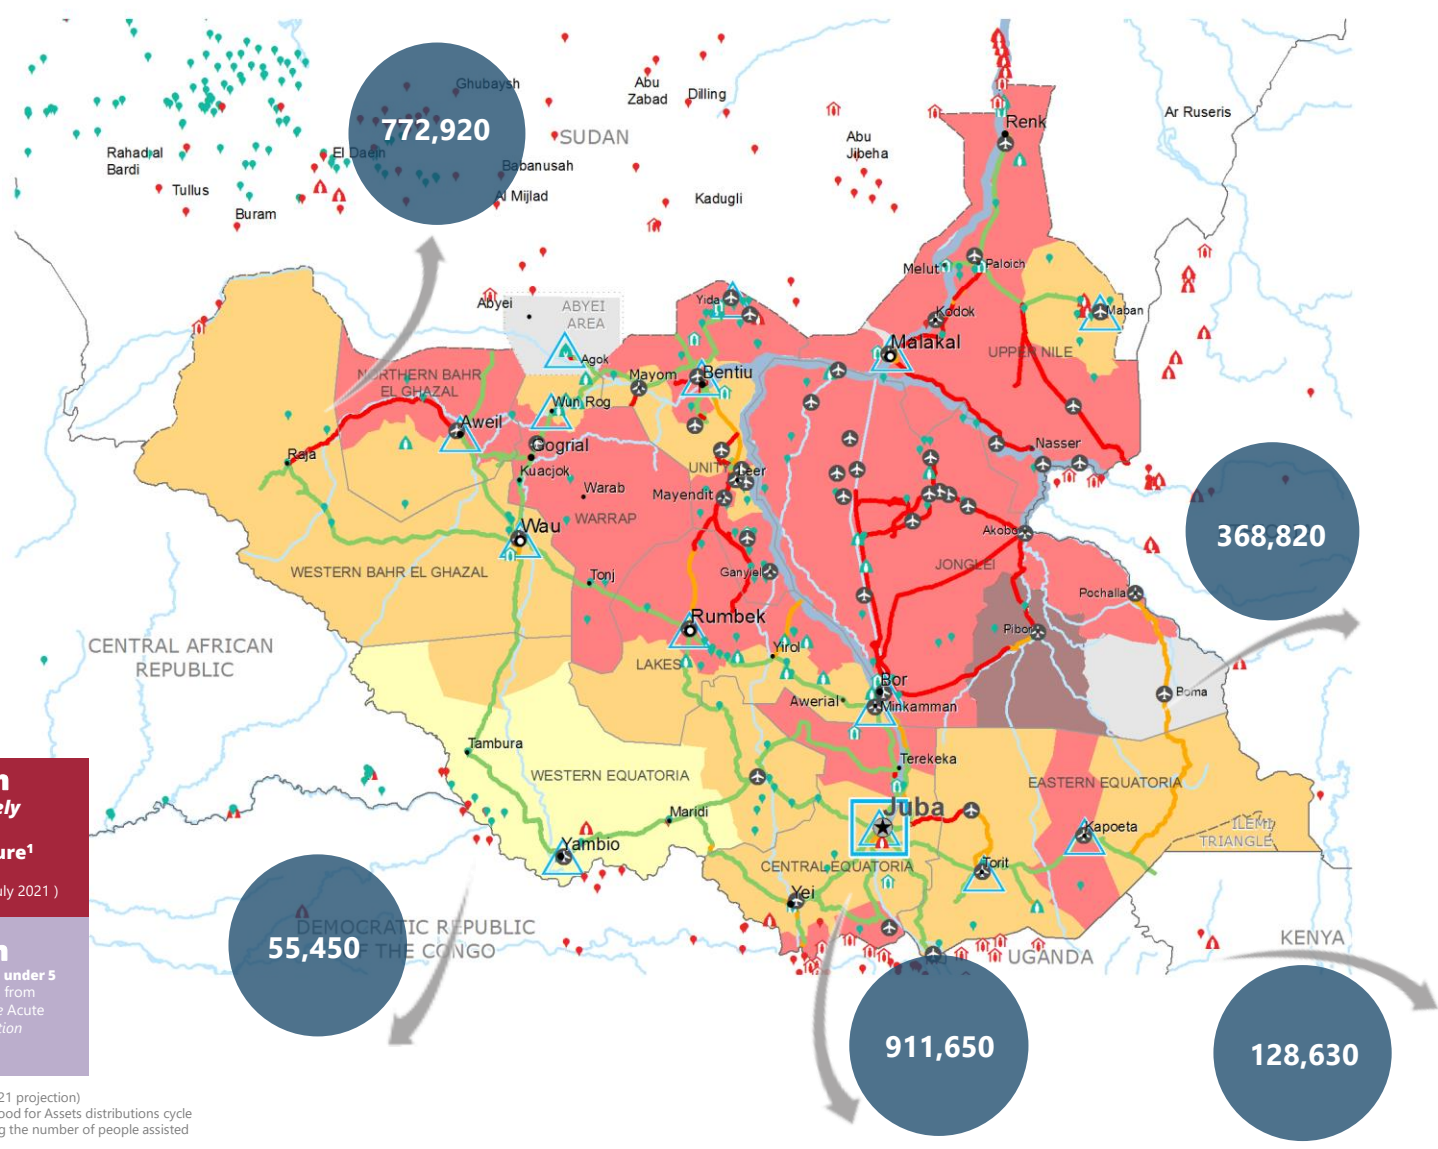 Ghubaysh
Abu
Zabad
Dilling
772,920
SUDAN
Ar Ruseris
Renk
Abu
Jibeha
Rahad al
Bardi
El Daein
Babanusah
Tullus
Al Mijlad
Kadugli
Buram
Melut
Paloich
Abyei
ABYEI
AREA
Yida
Kodok
Maban
Malakal
UPPER NILE
Agok
NORTHERN BAHR
EL GHAZAL
Mayom
Bentiu
Wun Rog
Aweil
Gogrial
Nasser
Raja
Kuacjok
UNITY
Leer
Warab
Mayendit
WARRAP
Wau
Akobo
368,820
JONGLEI
WESTERN BAHR EL GHAZAL
Tonj
Ganyiel
Pochalla
Rumbek
Pibor
CENTRAL AFRICAN
REPUBLIC
Yirol
LAKES
Bor
Boma
Awerial
Minkamman
Tambura
Terekeka
WESTERN EQUATORIA
EASTERN EQUATORIA
Juba
Maridi
Kapoeta
ILEMI
TRIANGLE
Yambio
CENTRAL EQUATORIA
Torit
Yei
n
ely
ure¹
uly 2021 )
DEMOCRATIC REPUBLIC
OF THE CONGO
55,450
KENYA
UGANDA
n
under 5
from
e Acute
tion
911,650
128,630
21 projection)
ood for Assets distributions cycle
g the number of people assisted